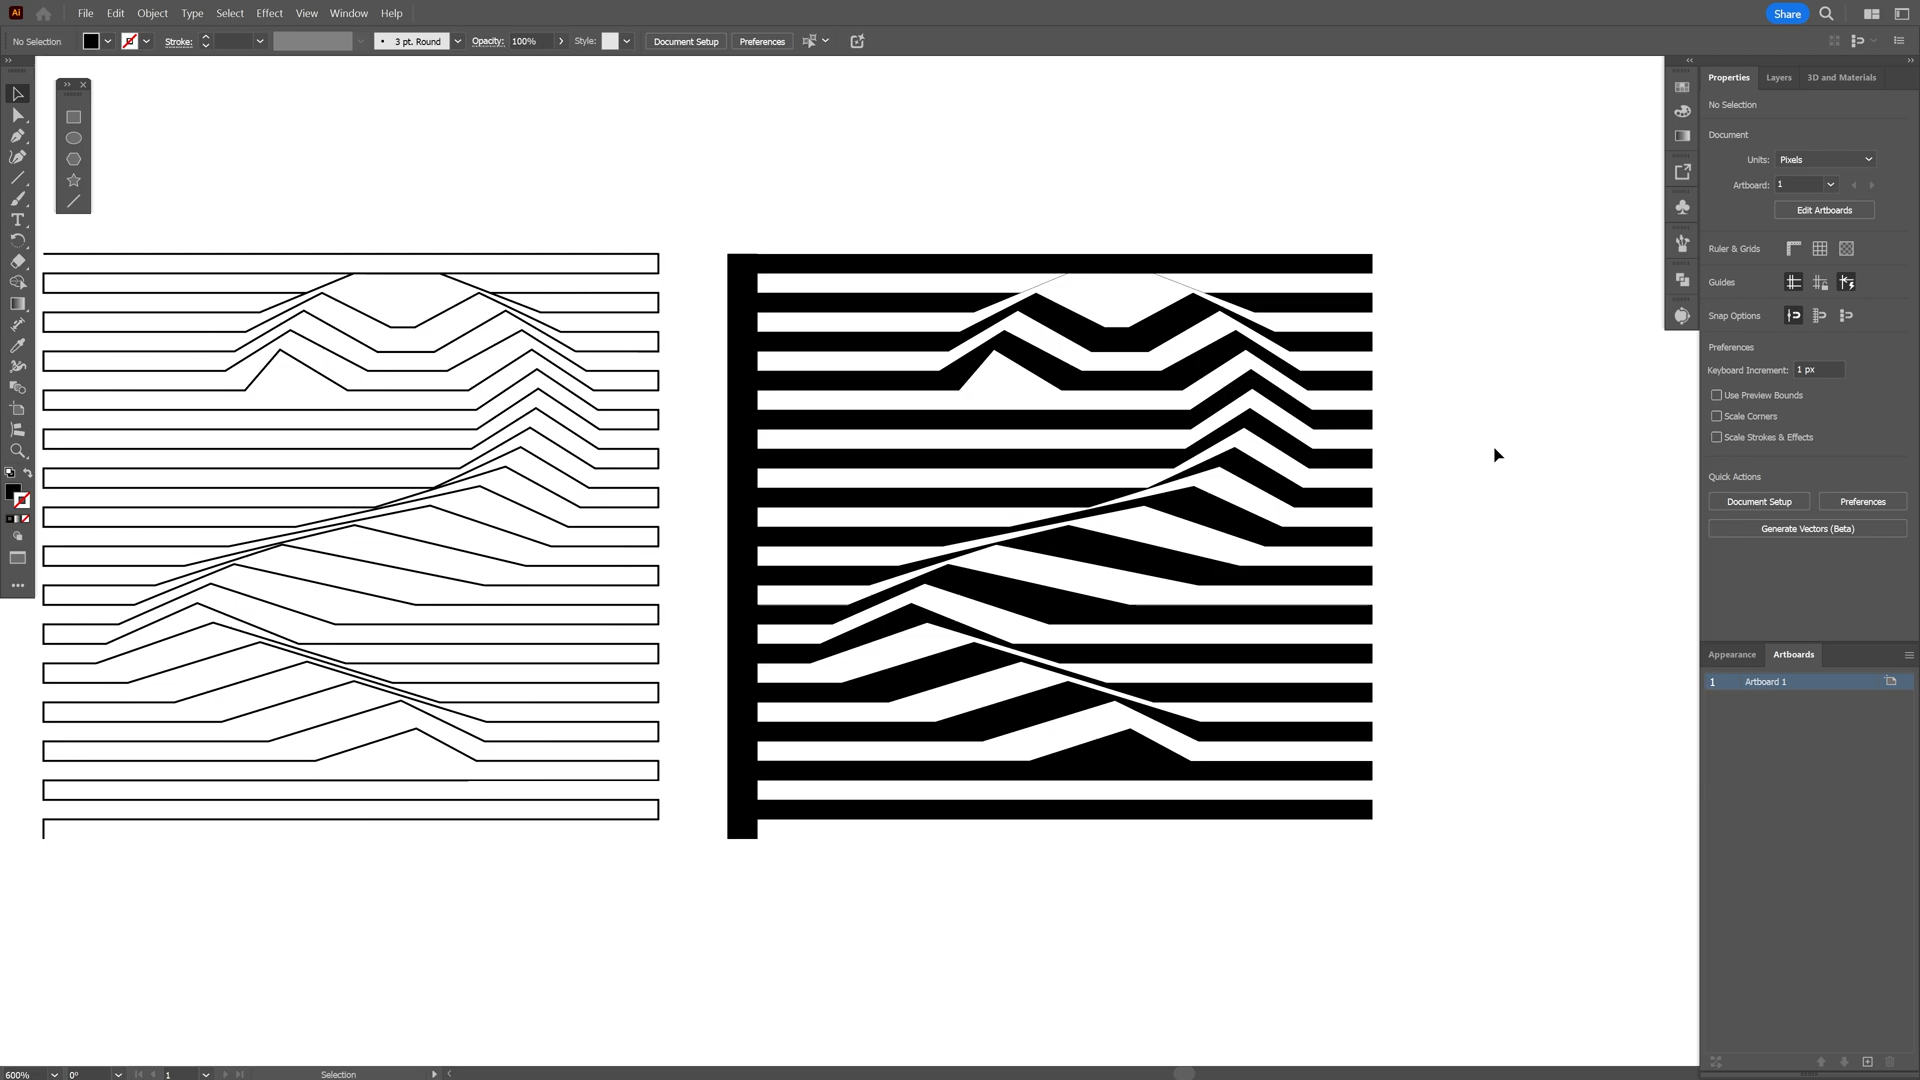 Ai File Edit Object Type Select Effect View Window Help Share
No Selection Stroke: 3 pt. Round Opacity: 100% Style: Document Setup Preferences
Properties Layers 3D and Materials
No Selection
Document
Units: Pixels
Artboard: 1
Edit Artboards
Ruler & Grids
Guides
Snap Options
Preferences
Keyboard Increment: 1 px
Use Preview Bounds
Scale Corners
Scale Strokes & Effects
Quick Actions
Document Setup Preferences
Generate Vectors (Beta)
Appearance Artboards
1 Artboard 1
600% 0° 1 Selection